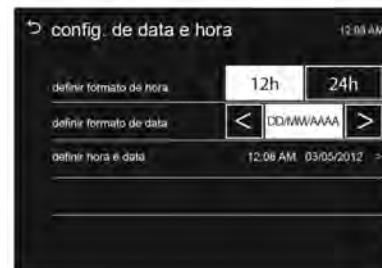 config. de data e hora 12:08 AM
definir formato de hora 12h 24h
definir formato de data < DD/MM/AAAA >
definir hora e data 12:06 AM 03/05/2012 >